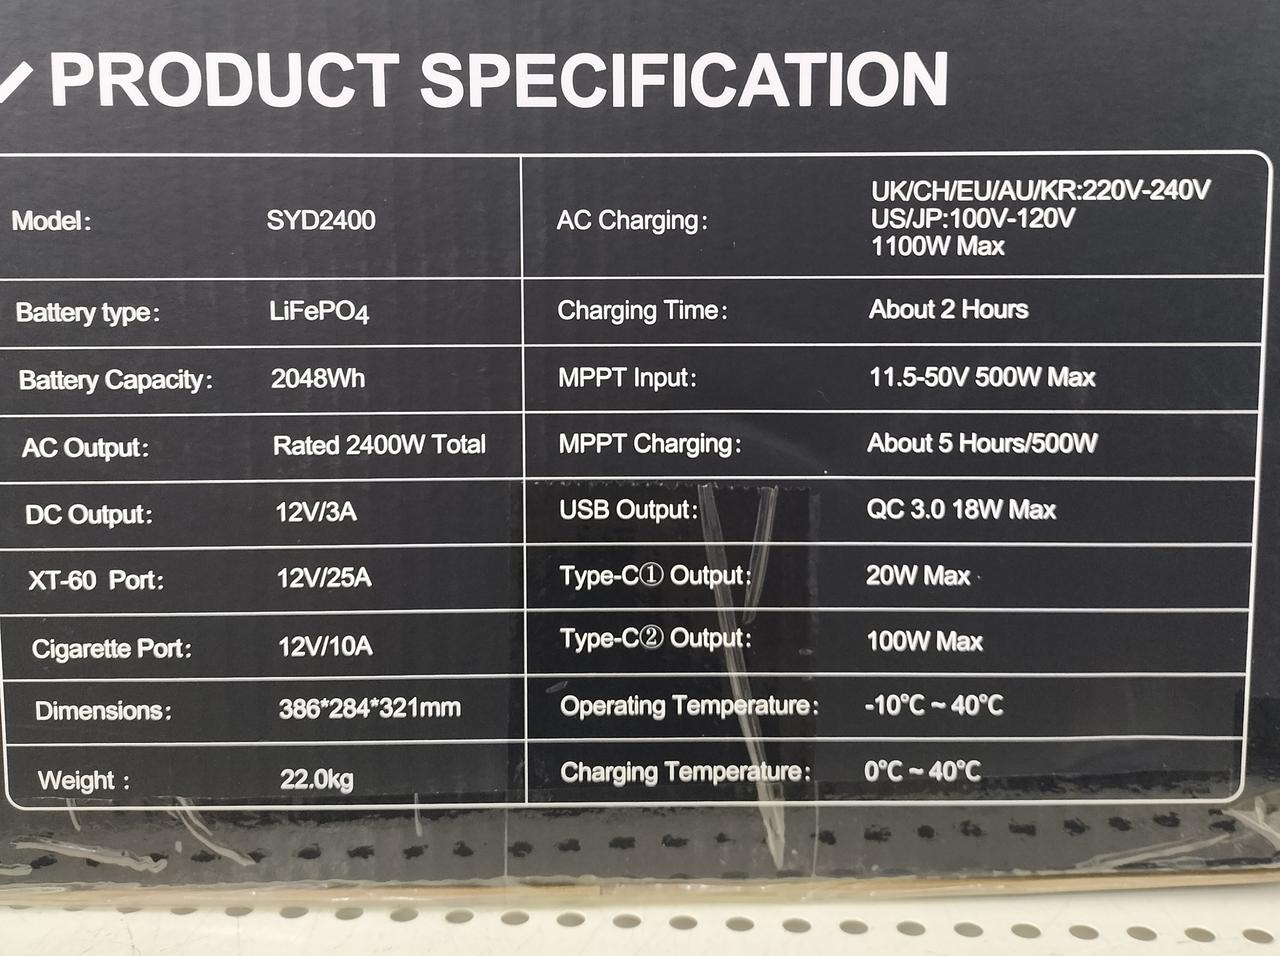 PRODUCT SPECIFICATION
Model: SYD2400
AC Charging: UK/CH/EU/AU/KR:220V-240V
US/JP:100V-120V
1100W Max
Battery type: LiFePO4
Charging Time: About 2 Hours
Battery Capacity: 2048Wh
MPPT Input: 11.5-50V 500W Max
AC Output: Rated 2400W Total
MPPT Charging: About 5 Hours/500W
DC Output: 12V/3A
USB Output: QC 3.0 18W Max
XT-60 Port: 12V/25A
Type-C① Output: 20W Max
Cigarette Port: 12V/10A
Type-C② Output: 100W Max
Dimensions: 386*284*321mm
Operating Temperature: -10°C ~ 40°C
Weight : 22.0kg
Charging Temperature: 0°C ~ 40°C